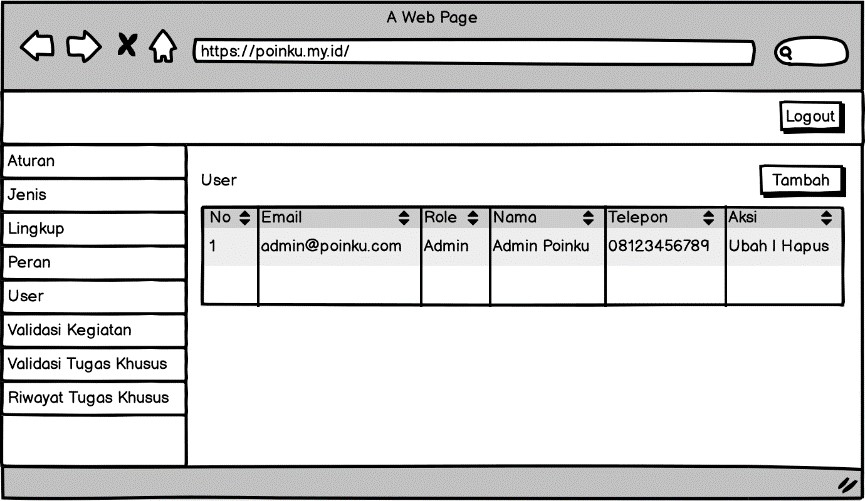 A Web Page
https://poinku.my.id/
Logout
Aturan
Jenis
Lingkup
Peran
User
Validasi Kegiatan
Validasi Tugas Khusus
Riwayat Tugas Khusus
User
Tambah
No Email Role Nama Telepon Aksi
1 admin@poinku.com Admin Admin Poinku 08123456789 Ubah | Hapus